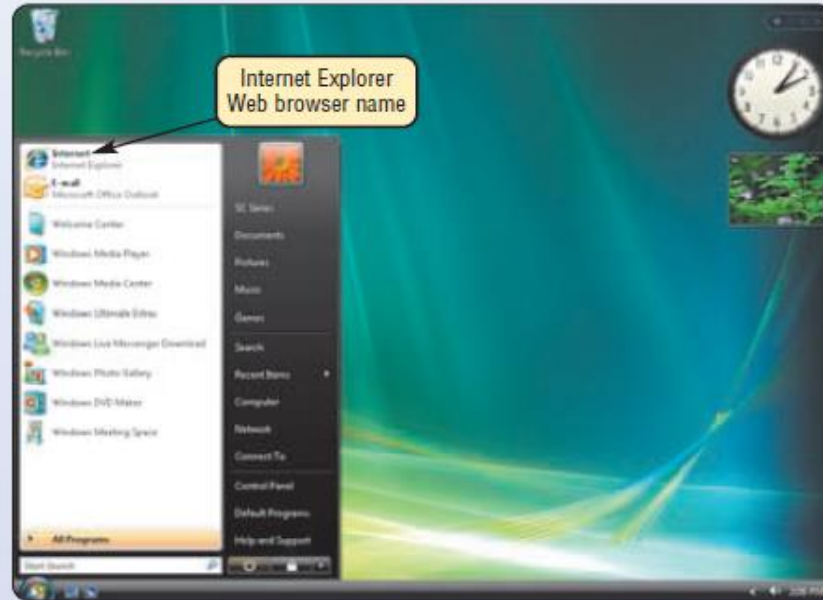 Recycle Bin
Internet Explorer
Web browser name
Internet
Internet Explorer
E-mail
Microsoft Office Outlook
Welcome Center
Windows Media Player
Windows Media Center
Windows Ultimate Extras
Windows Live Messenger Download
Windows Photo Gallery
Windows DVD Maker
Windows Meeting Space
All Programs
Start Search
SC Series
Documents
Pictures
Music
Games
Search
Recent Items
Computer
Network
Connect To
Control Panel
Default Programs
Help and Support
12